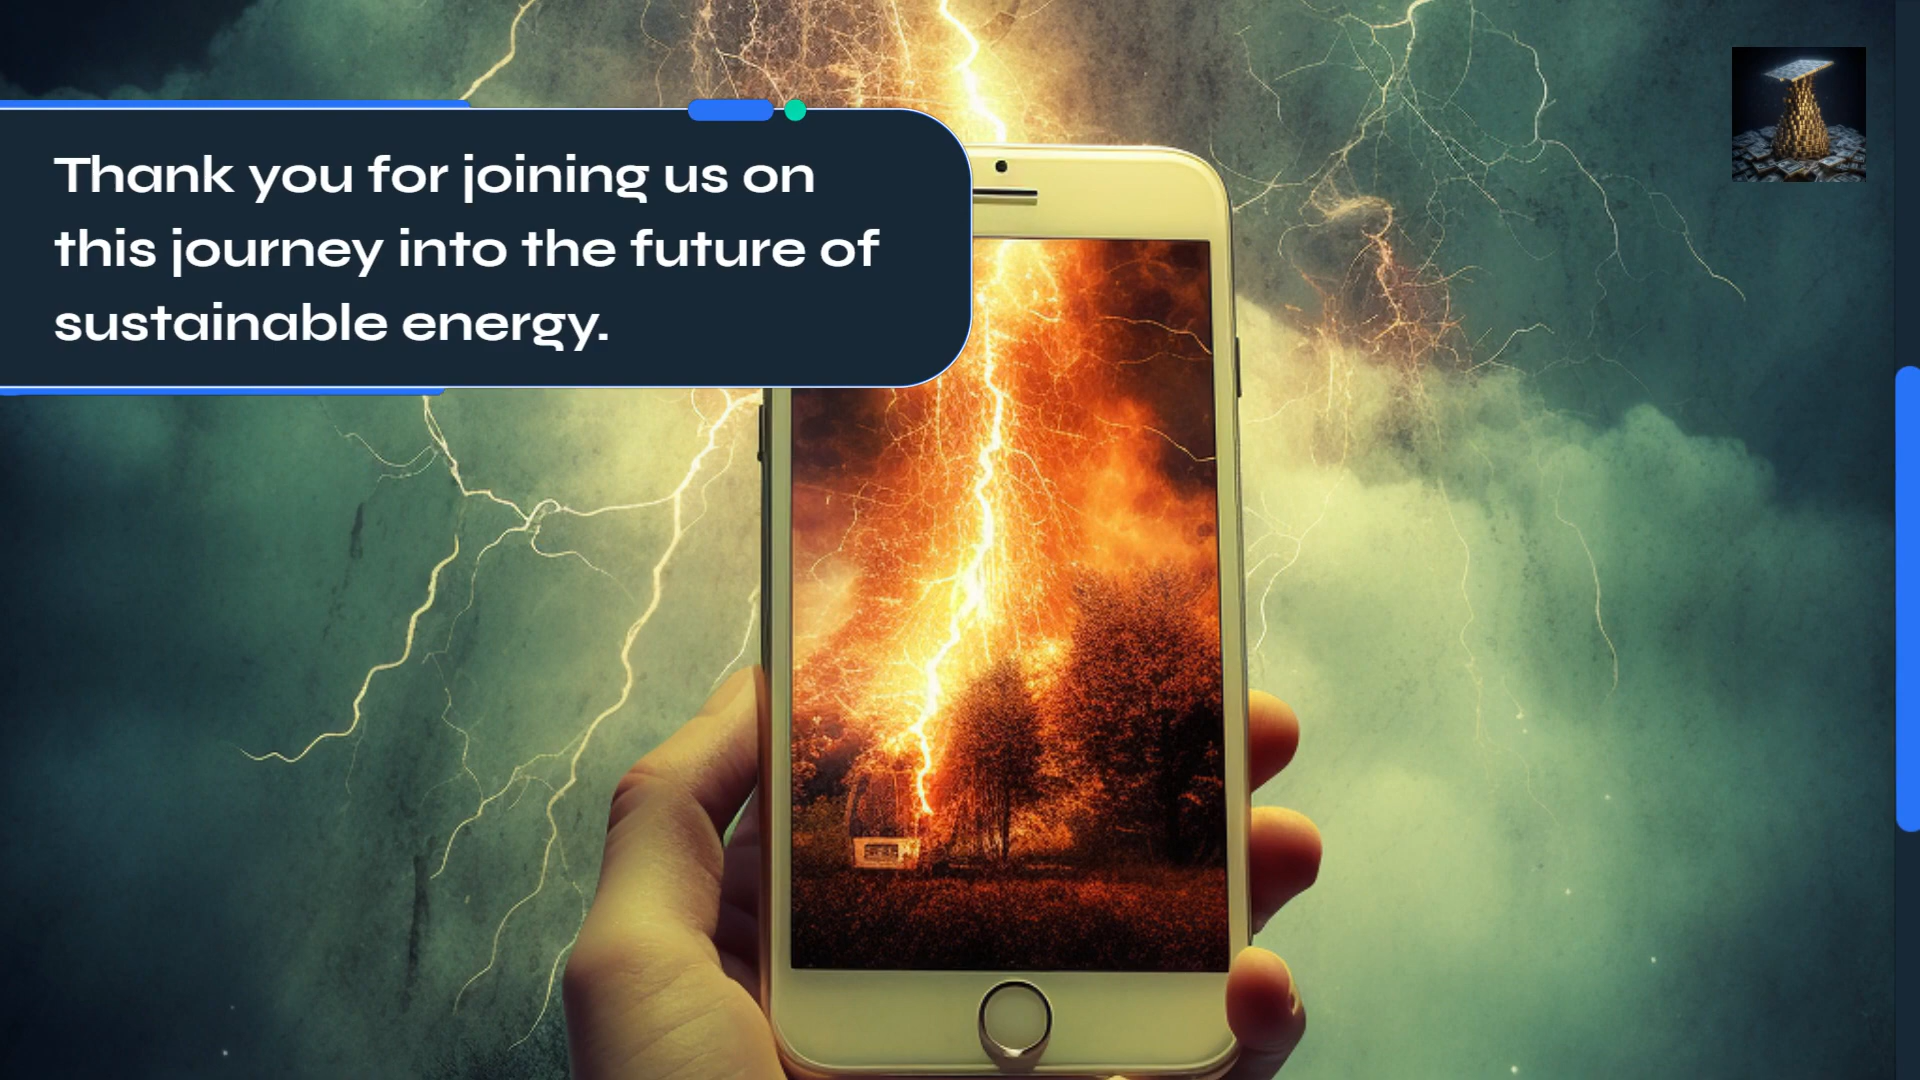 Thank you for joining us on
this journey into the future of
sustainable energy.